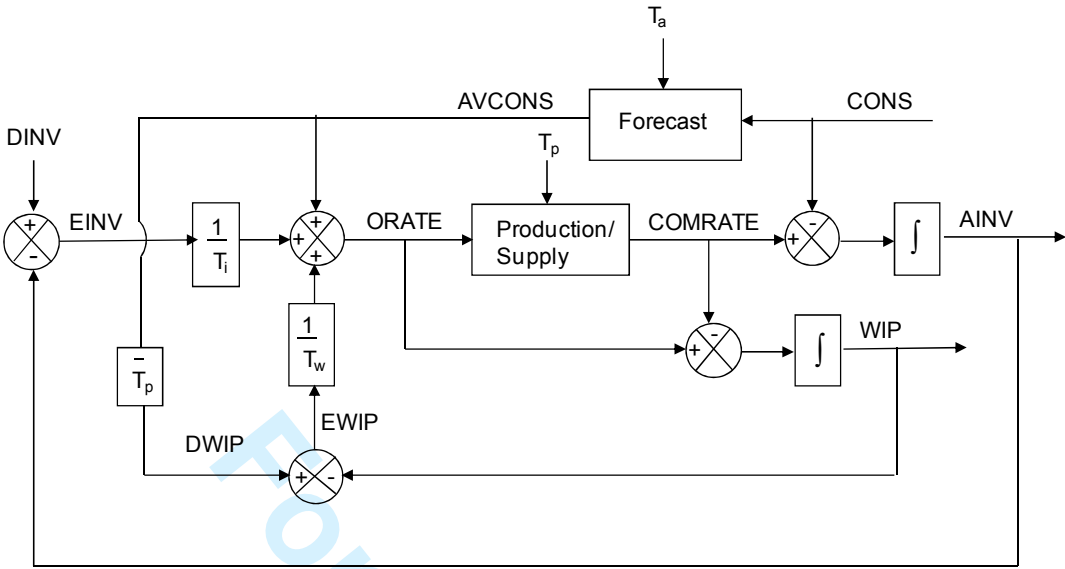 Tₐ
AVCONS
CONS
Forecast
DINV
Tₚ
+
EINV
-
1
Tᵢ
+
+
+
ORATE
Production/
Supply
COMRATE
-
+
∫
AINV
1
T_w
-
+
∫
WIP
T̄ₚ
EWIP
DWIP
+
-
For